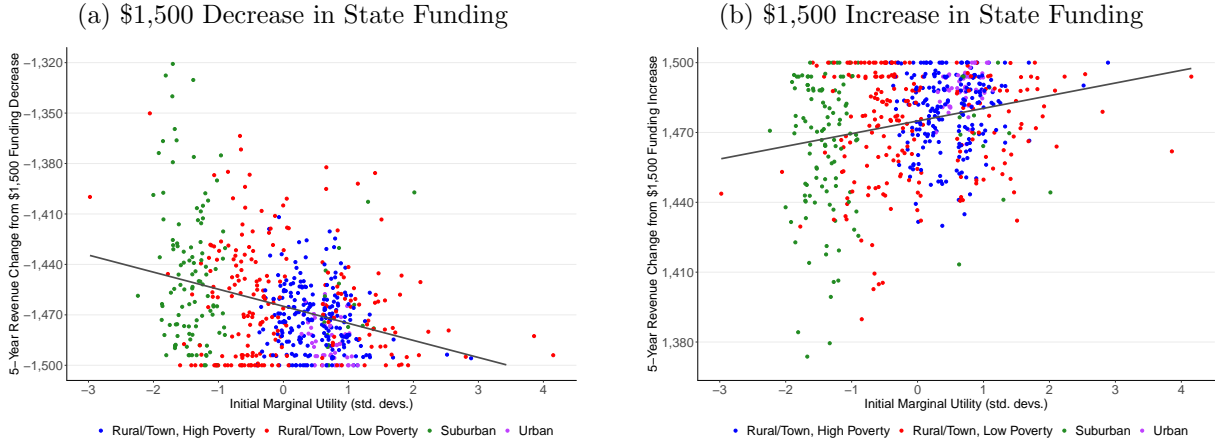 (a) $1,500 Decrease in State Funding
5−Year Revenue Change from $1,500 Funding Decrease
−1,320
−1,350
−1,380
−1,410
−1,440
−1,470
−1,500
−3 −2 −1 0 1 2 3 4
Initial Marginal Utility (std. devs.)
Rural/Town, High Poverty Rural/Town, Low Poverty Suburban Urban
(b) $1,500 Increase in State Funding
5−Year Revenue Change from $1,500 Funding Increase
1,500
1,470
1,440
1,410
1,380
−3 −2 −1 0 1 2 3 4
Initial Marginal Utility (std. devs.)
Rural/Town, High Poverty Rural/Town, Low Poverty Suburban Urban